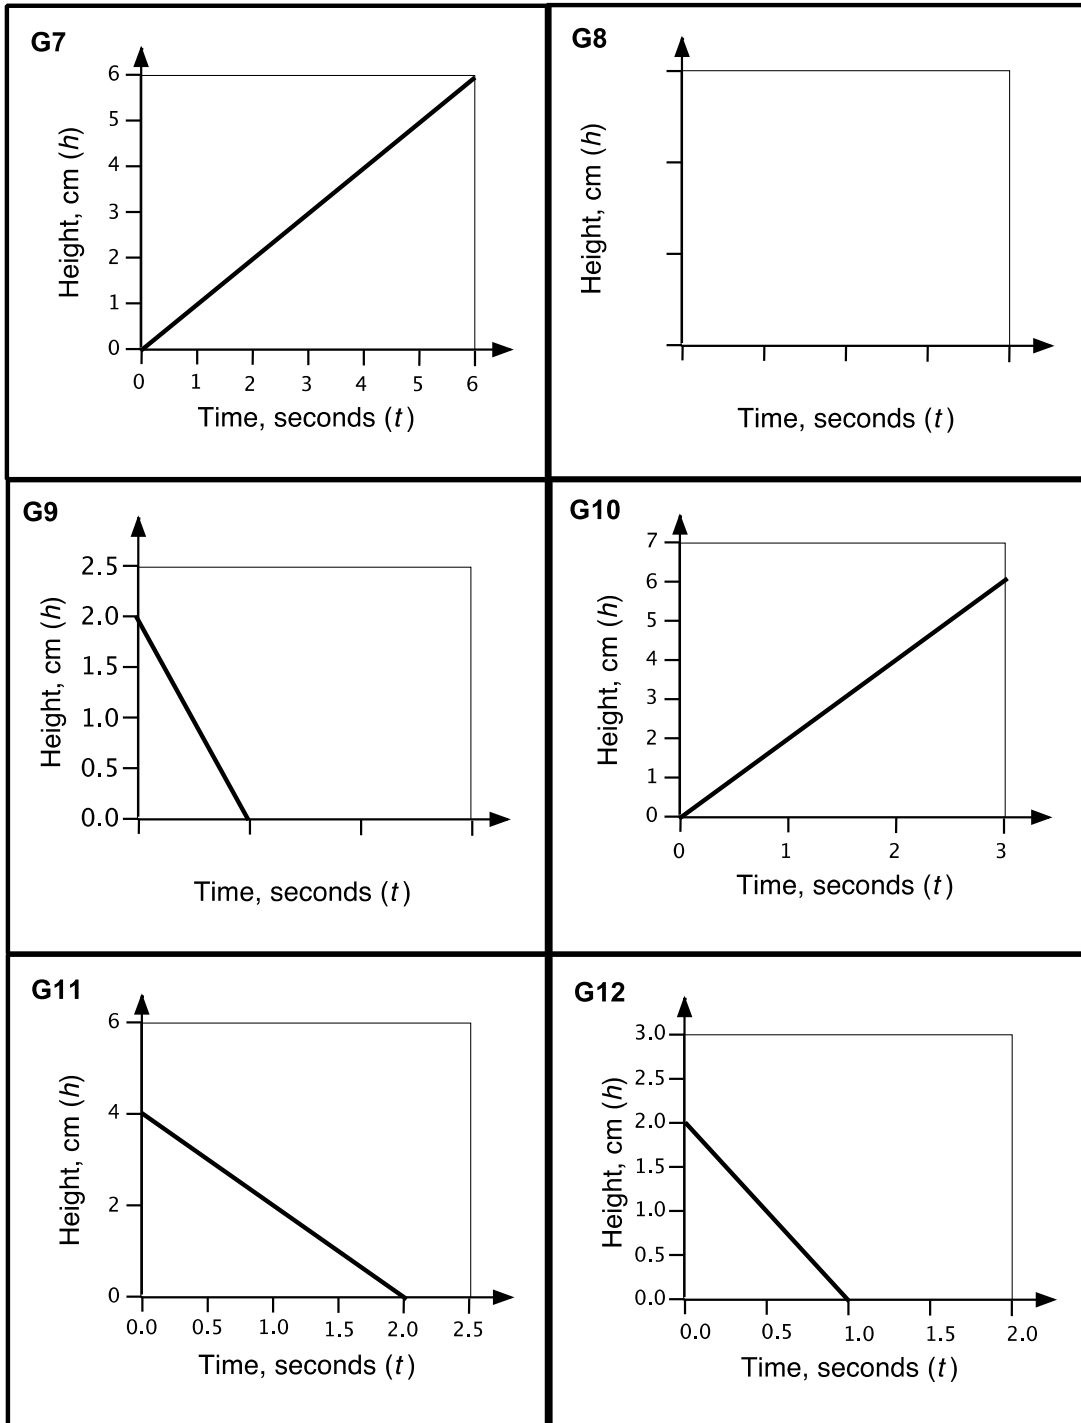 G7
Height, cm (h)
6
5
4
3
2
1
0
0 1 2 3 4 5 6
Time, seconds (t)
G8
Height, cm (h)
Time, seconds (t)
G9
Height, cm (h)
2.5
2.0
1.5
1.0
0.5
0.0
Time, seconds (t)
G10
Height, cm (h)
7
6
5
4
3
2
1
0
0 1 2 3
Time, seconds (t)
G11
Height, cm (h)
6
4
2
0
0.0 0.5 1.0 1.5 2.0 2.5
Time, seconds (t)
G12
Height, cm (h)
3.0
2.5
2.0
1.5
1.0
0.5
0.0
0.0 0.5 1.0 1.5 2.0
Time, seconds (t)